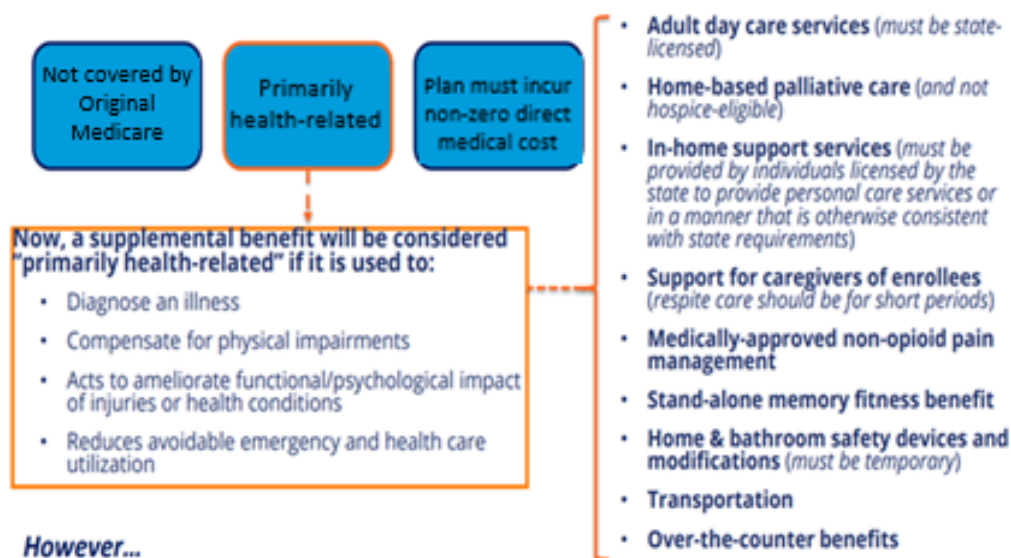 Not covered by
Original
Medicare
Primarily
health-related
Plan must incur
non-zero direct
medical cost
Now, a supplemental benefit will be considered
“primarily health-related” if it is used to:
• Diagnose an illness
• Compensate for physical impairments
• Acts to ameliorate functional/psychological impact
of injuries or health conditions
• Reduces avoidable emergency and health care
utilization
However...
• Adult day care services (must be state-
licensed)
• Home-based palliative care (and not
hospice-eligible)
• In-home support services (must be
provided by individuals licensed by the
state to provide personal care services or
in a manner that is otherwise consistent
with state requirements)
• Support for caregivers of enrollees
(respite care should be for short periods)
• Medically-approved non-opioid pain
management
• Stand-alone memory fitness benefit
• Home & bathroom safety devices and
modifications (must be temporary)
• Transportation
• Over-the-counter benefits